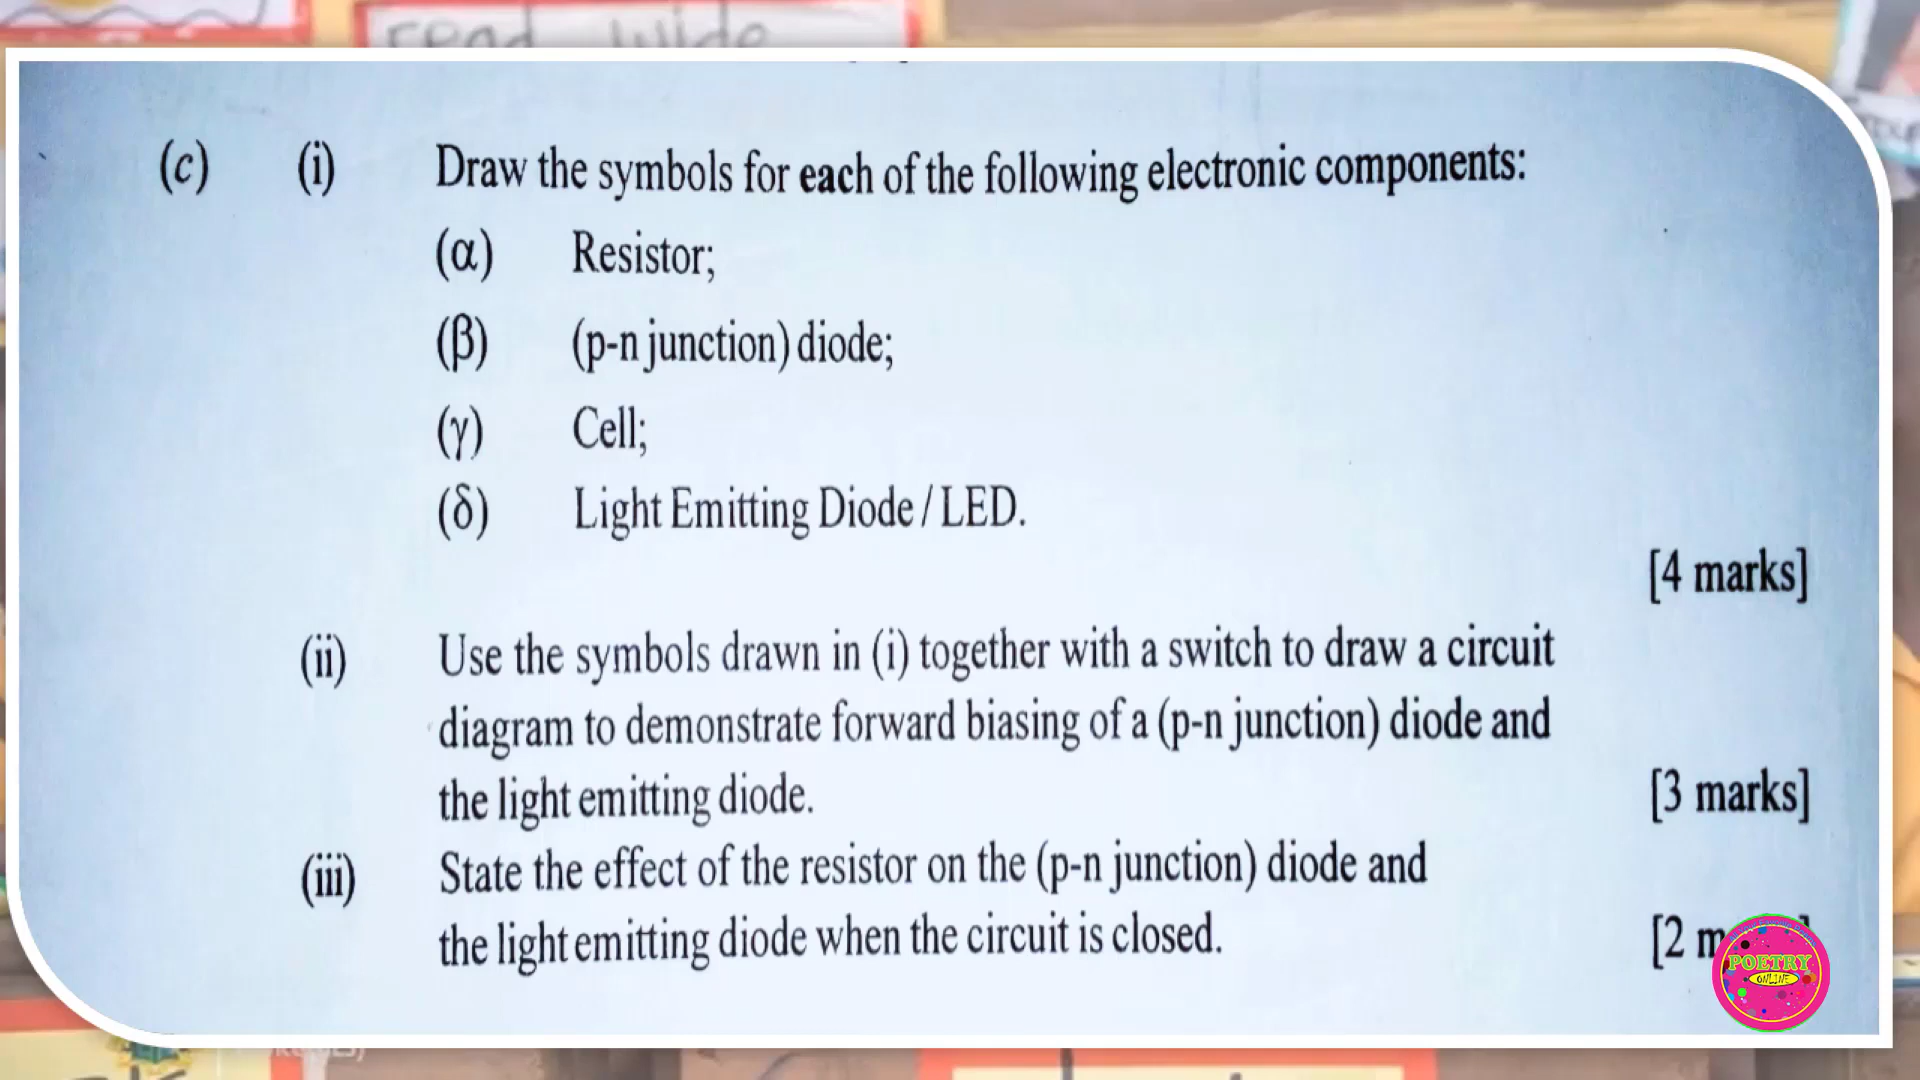 read wide
(c) (i) Draw the symbols for each of the following electronic components:
(α) Resistor;
(β) (p-n junction) diode;
(γ) Cell;
(δ) Light Emitting Diode / LED.
[4 marks]
(ii) Use the symbols drawn in (i) together with a switch to draw a circuit
diagram to demonstrate forward biasing of a (p-n junction) diode and
the light emitting diode. [3 marks]
(iii) State the effect of the resistor on the (p-n junction) diode and
the light emitting diode when the circuit is closed. [2 m
POETRY
ONLINE